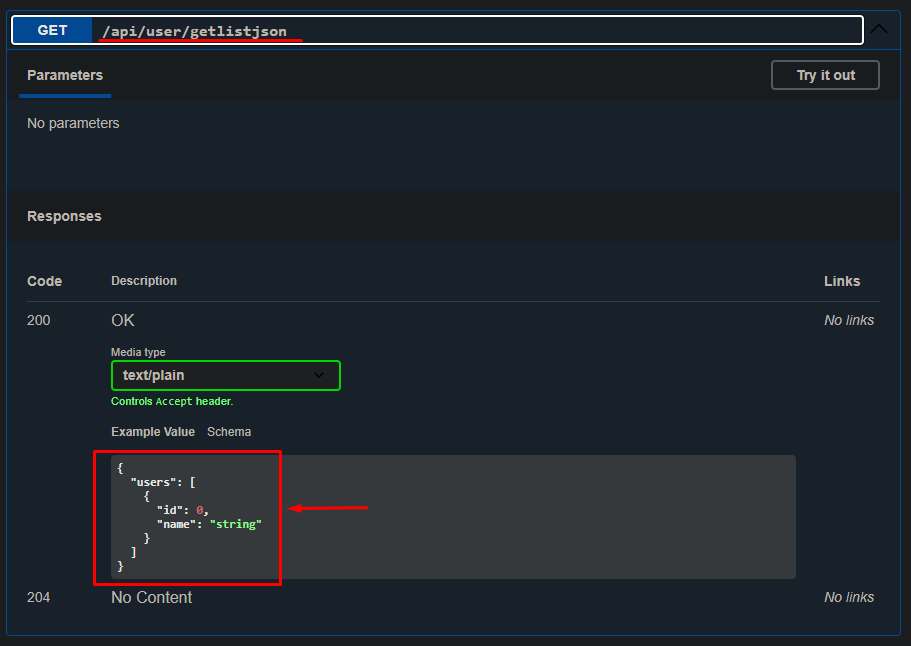 GET /api/user/getlistjson
Parameters Try it out
No parameters
Responses
Code Description Links
200 OK No links
Media type
text/plain
Controls Accept header.
Example Value Schema
{
  "users": [
    {
      "id": 0,
      "name": "string"
    }
  ]
}
204 No Content No links